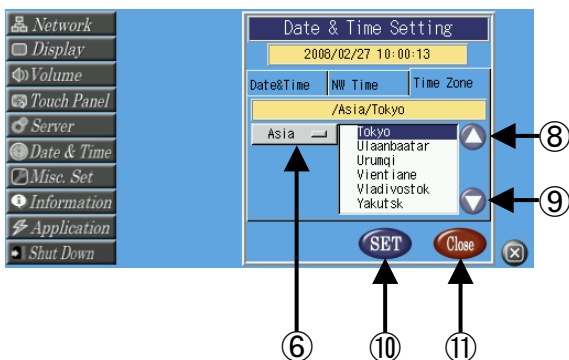 Network
Display
Volume
Touch Panel
Server
Date & Time
Misc. Set
Information
Application
Shut Down
Date & Time Setting
2008/02/27 10:00:13
Date&Time NW Time Time Zone
/Asia/Tokyo
Asia
Tokyo
Ulaanbaatar
Urumqi
Vientiane
Vladivostok
Yakutsk
SET Close
⑧
⑨
⑥ ⑩ ⑪